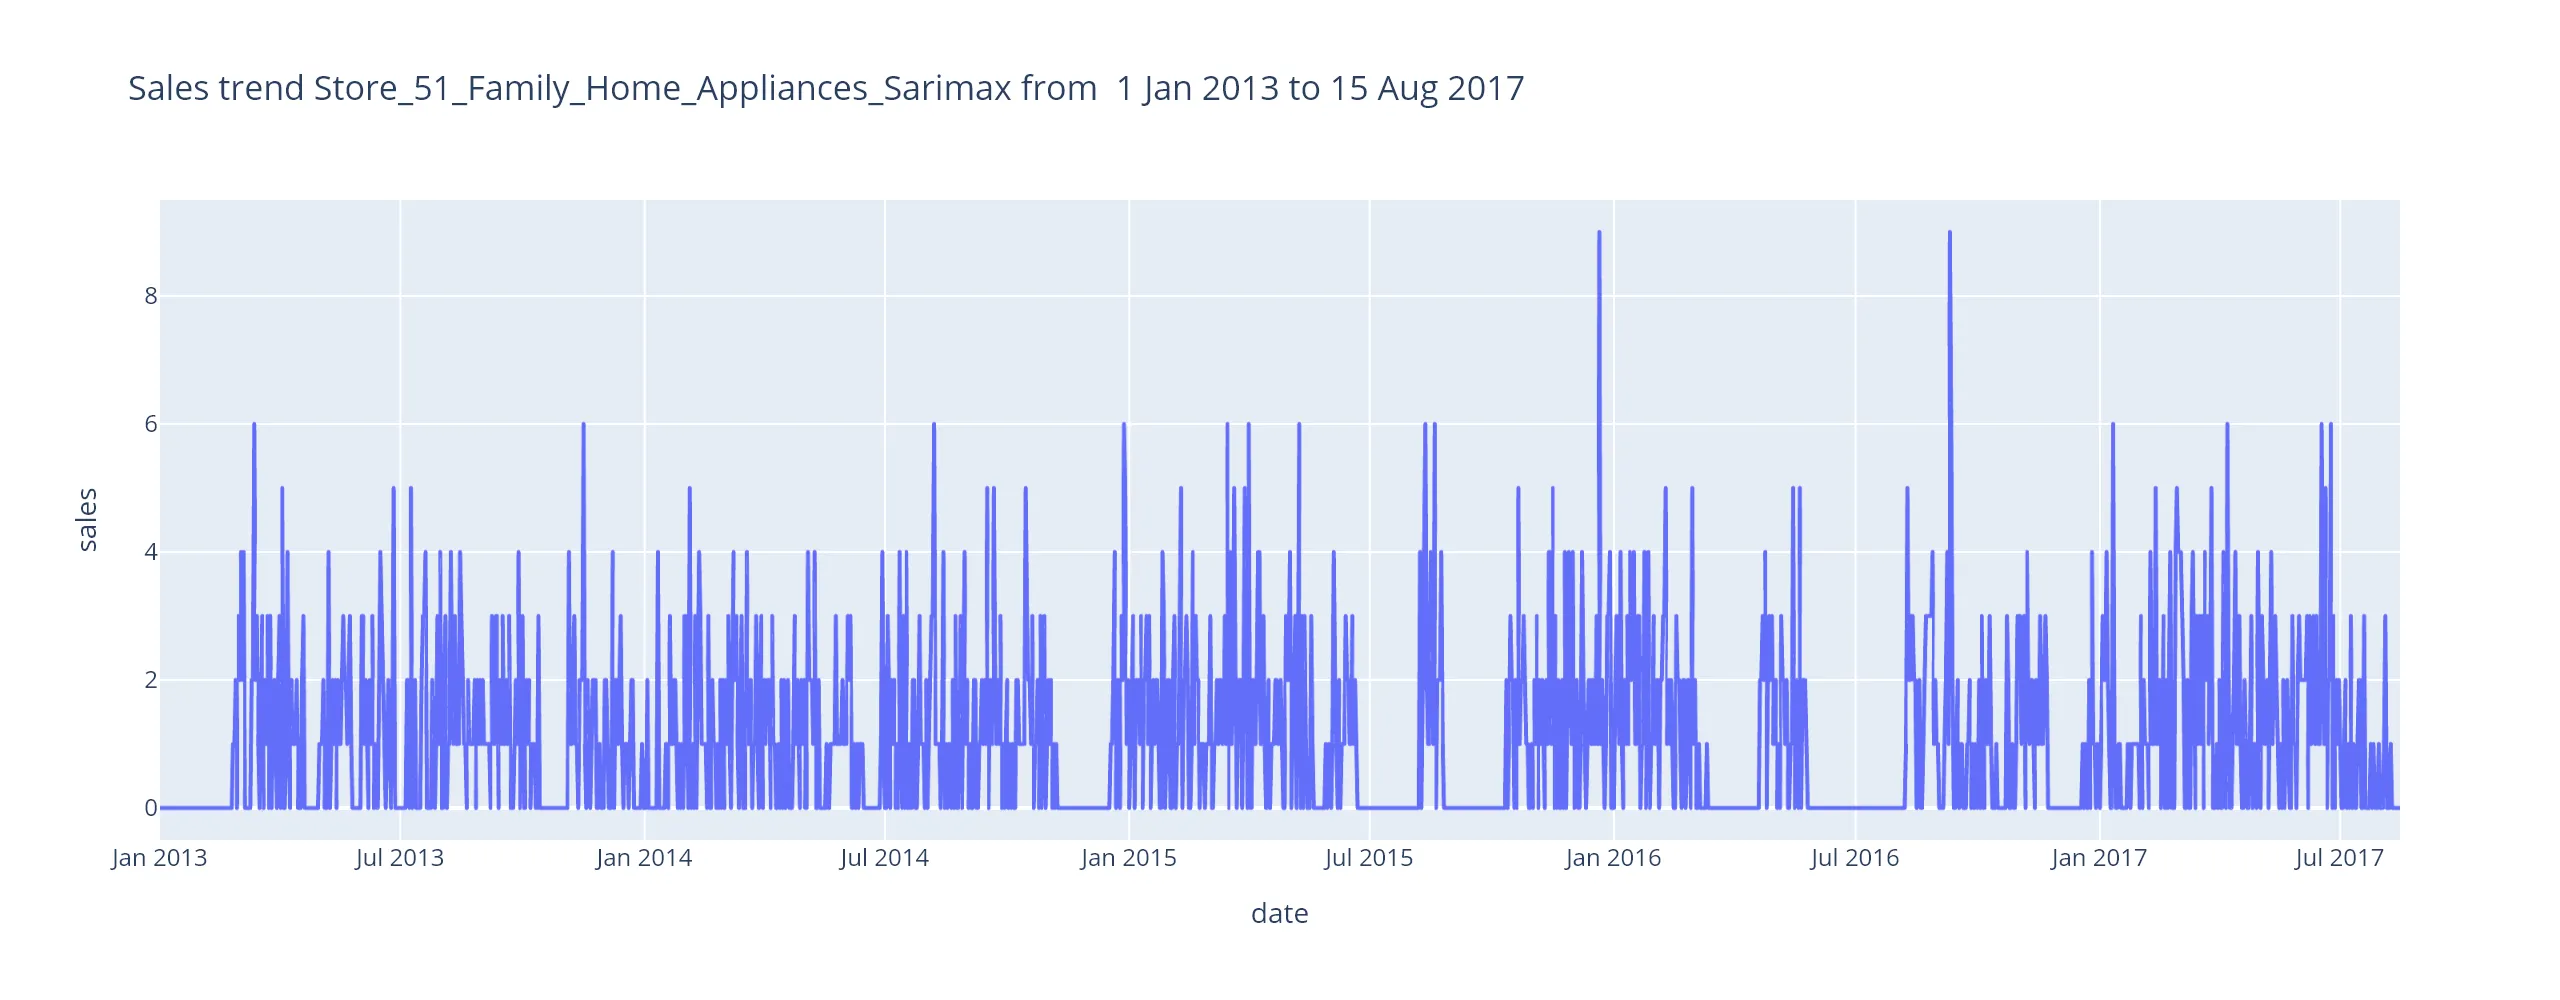 Sales trend Store_51_Family_Home_Appliances_Sarimax from  1 Jan 2013 to 15 Aug 2017
8
6
4
2
0
sales
Jan 2013 Jul 2013 Jan 2014 Jul 2014 Jan 2015 Jul 2015 Jan 2016 Jul 2016 Jan 2017 Jul 2017
date